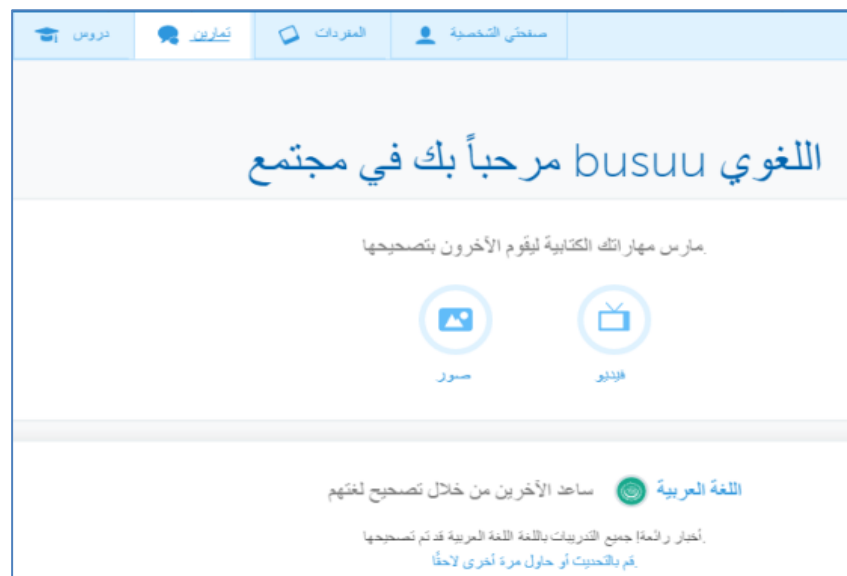 صفحتي الشخصية
المفردات
تمارين
دروس
اللغوي busuu مرحباً بك في مجتمع
.مارس مهاراتك الكتابية ليقوم الآخرون بتصحيحها
فيديو
صور
اللغة العربية ساعد الآخرين من خلال تصحيح لغتهم
.أخبار رائعة! جميع التدريبات باللغة اللغة العربية قد تم تصحيحها
.قم بالتحديث أو حاول مرة أخرى لاحقًا